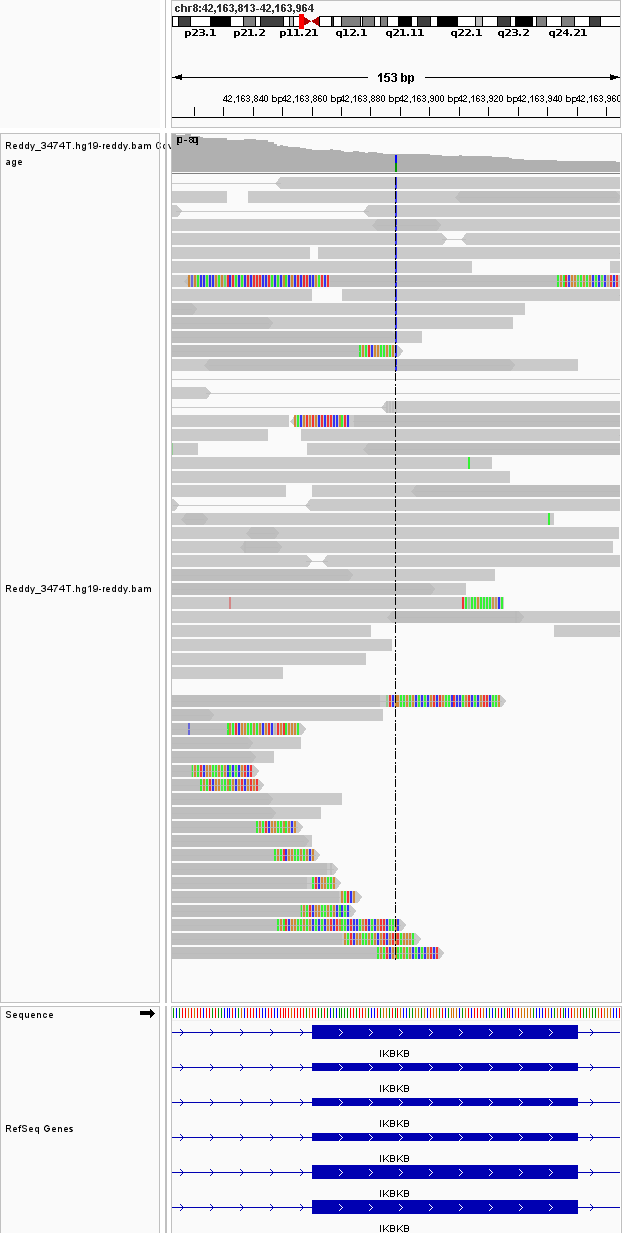 chr8:42,163,813-42,163,964
p23.1 p21.2 p11.21 q12.1 q21.11 q22.1 q23.2 q24.21
153 bp
42,163,840 bp 42,163,860 bp 42,163,880 bp 42,163,900 bp 42,163,920 bp 42,163,940 bp 42,163,960
Reddy_3474T.hg19-reddy.bam Cov
age
Reddy_3474T.hg19-reddy.bam
Sequence
IKBKB
IKBKB
IKBKB
RefSeq Genes
IKBKB
IKBKB
IKBKB